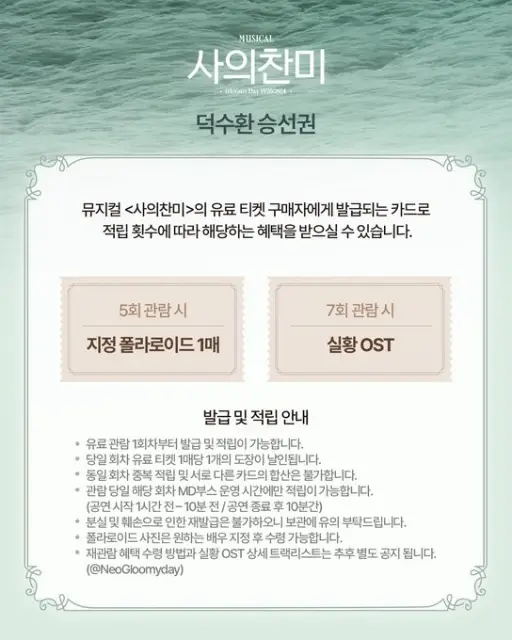 MUSICAL
사의찬미
덕수환 승선권
뮤지컬 <사의찬미>의 유료 티켓 구매자에게 발급되는 카드로
적립 횟수에 따라 해당하는 혜택을 받으실 수 있습니다.
5회 관람 시
지정 폴라로이드 1매
7회 관람 시
실황 OST
발급 및 적립 안내
* 유료 관람 1회차부터 발급 및 적립이 가능합니다.
* 당일 회차 유료 티켓 1매당 1개의 도장이 날인됩니다.
* 동일 회차 중복 적립 및 서로 다른 카드의 합산은 불가합니다.
* 관람 당일 해당 회차 MD부스 운영 시간에만 적립이 가능합니다.
(공연 시작 1시간 전 – 10분 전 / 공연 종료 후 10분간)
* 분실 및 훼손으로 인한 재발급은 불가하오니 보관에 유의 부탁드립니다.
* 폴라로이드 사진은 원하는 배우 지정 후 수령 가능합니다.
* 재관람 혜택 수령 방법과 실황 OST 상세 트랙리스트는 추후 별도 공지 됩니다.
(@NeoGloomyday)